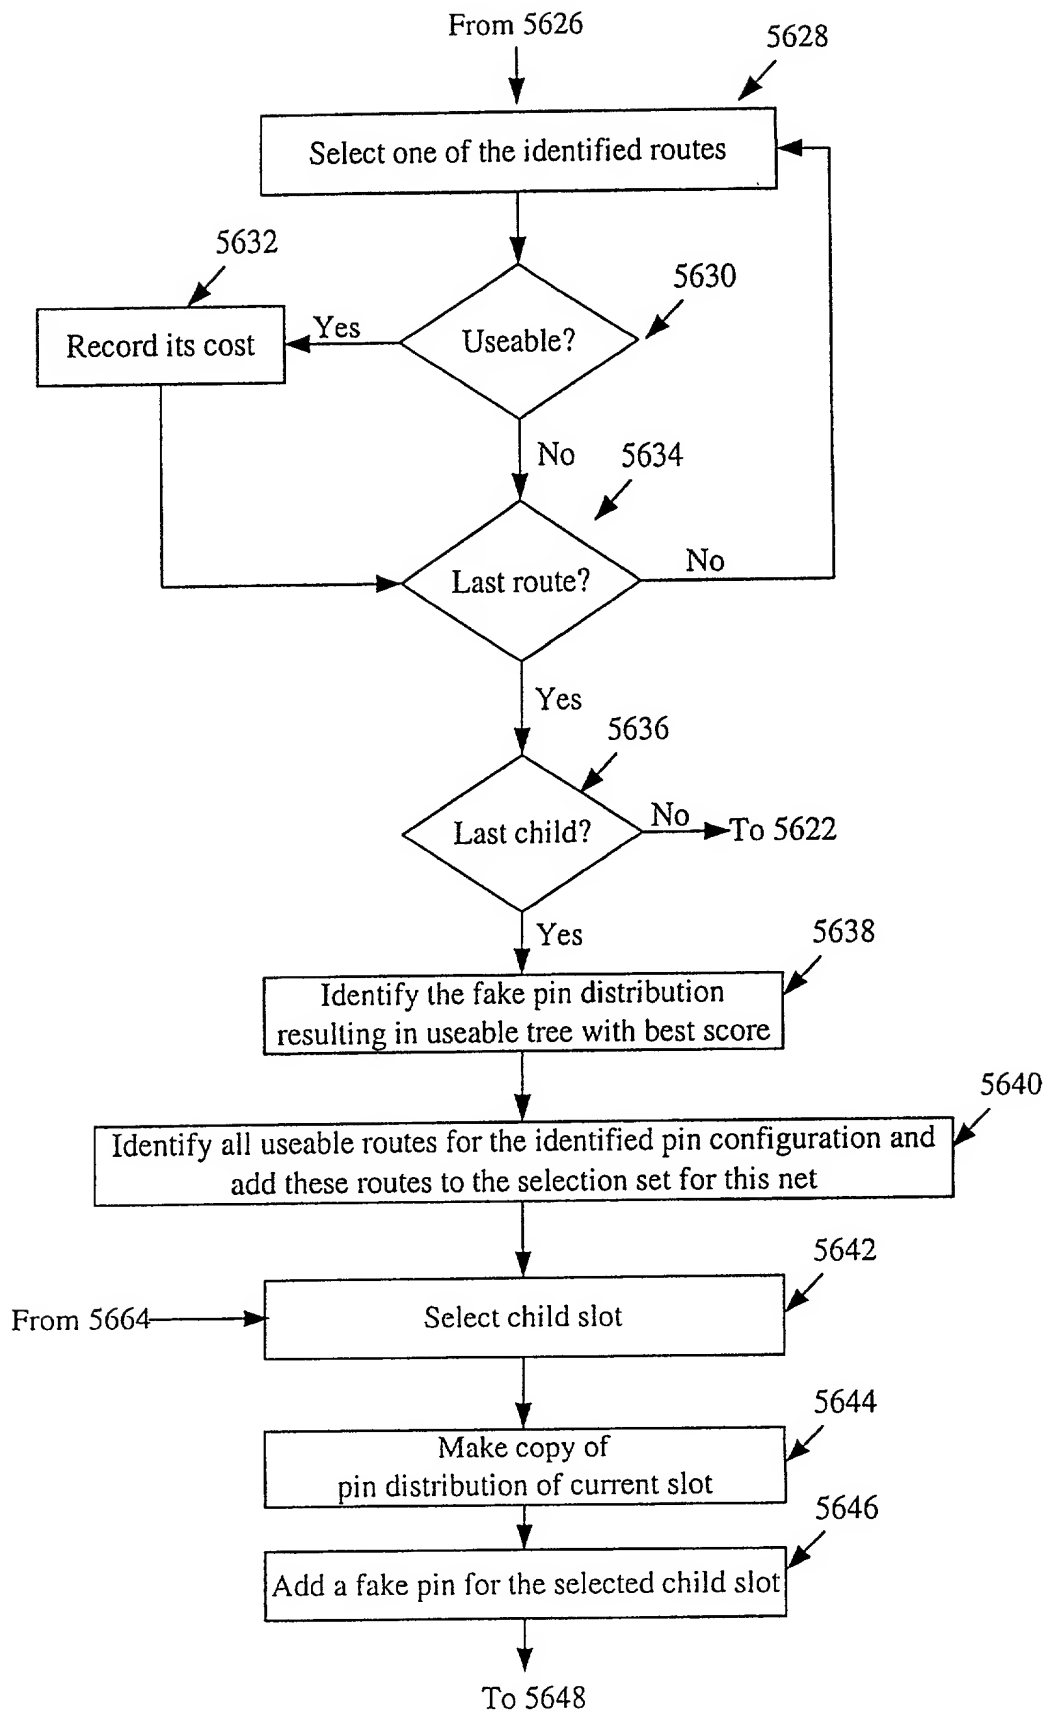 From 5626
5628
Select one of the identified routes
5632
5630
Record its cost
Yes
Useable?
No
5634
Last route?
No
Yes
5636
Last child?
No
To 5622
Yes
5638
Identify the fake pin distribution
resulting in useable tree with best score
5640
Identify all useable routes for the identified pin configuration and
add these routes to the selection set for this net
5642
From 5664
Select child slot
5644
Make copy of
pin distribution of current slot
5646
Add a fake pin for the selected child slot
To 5648